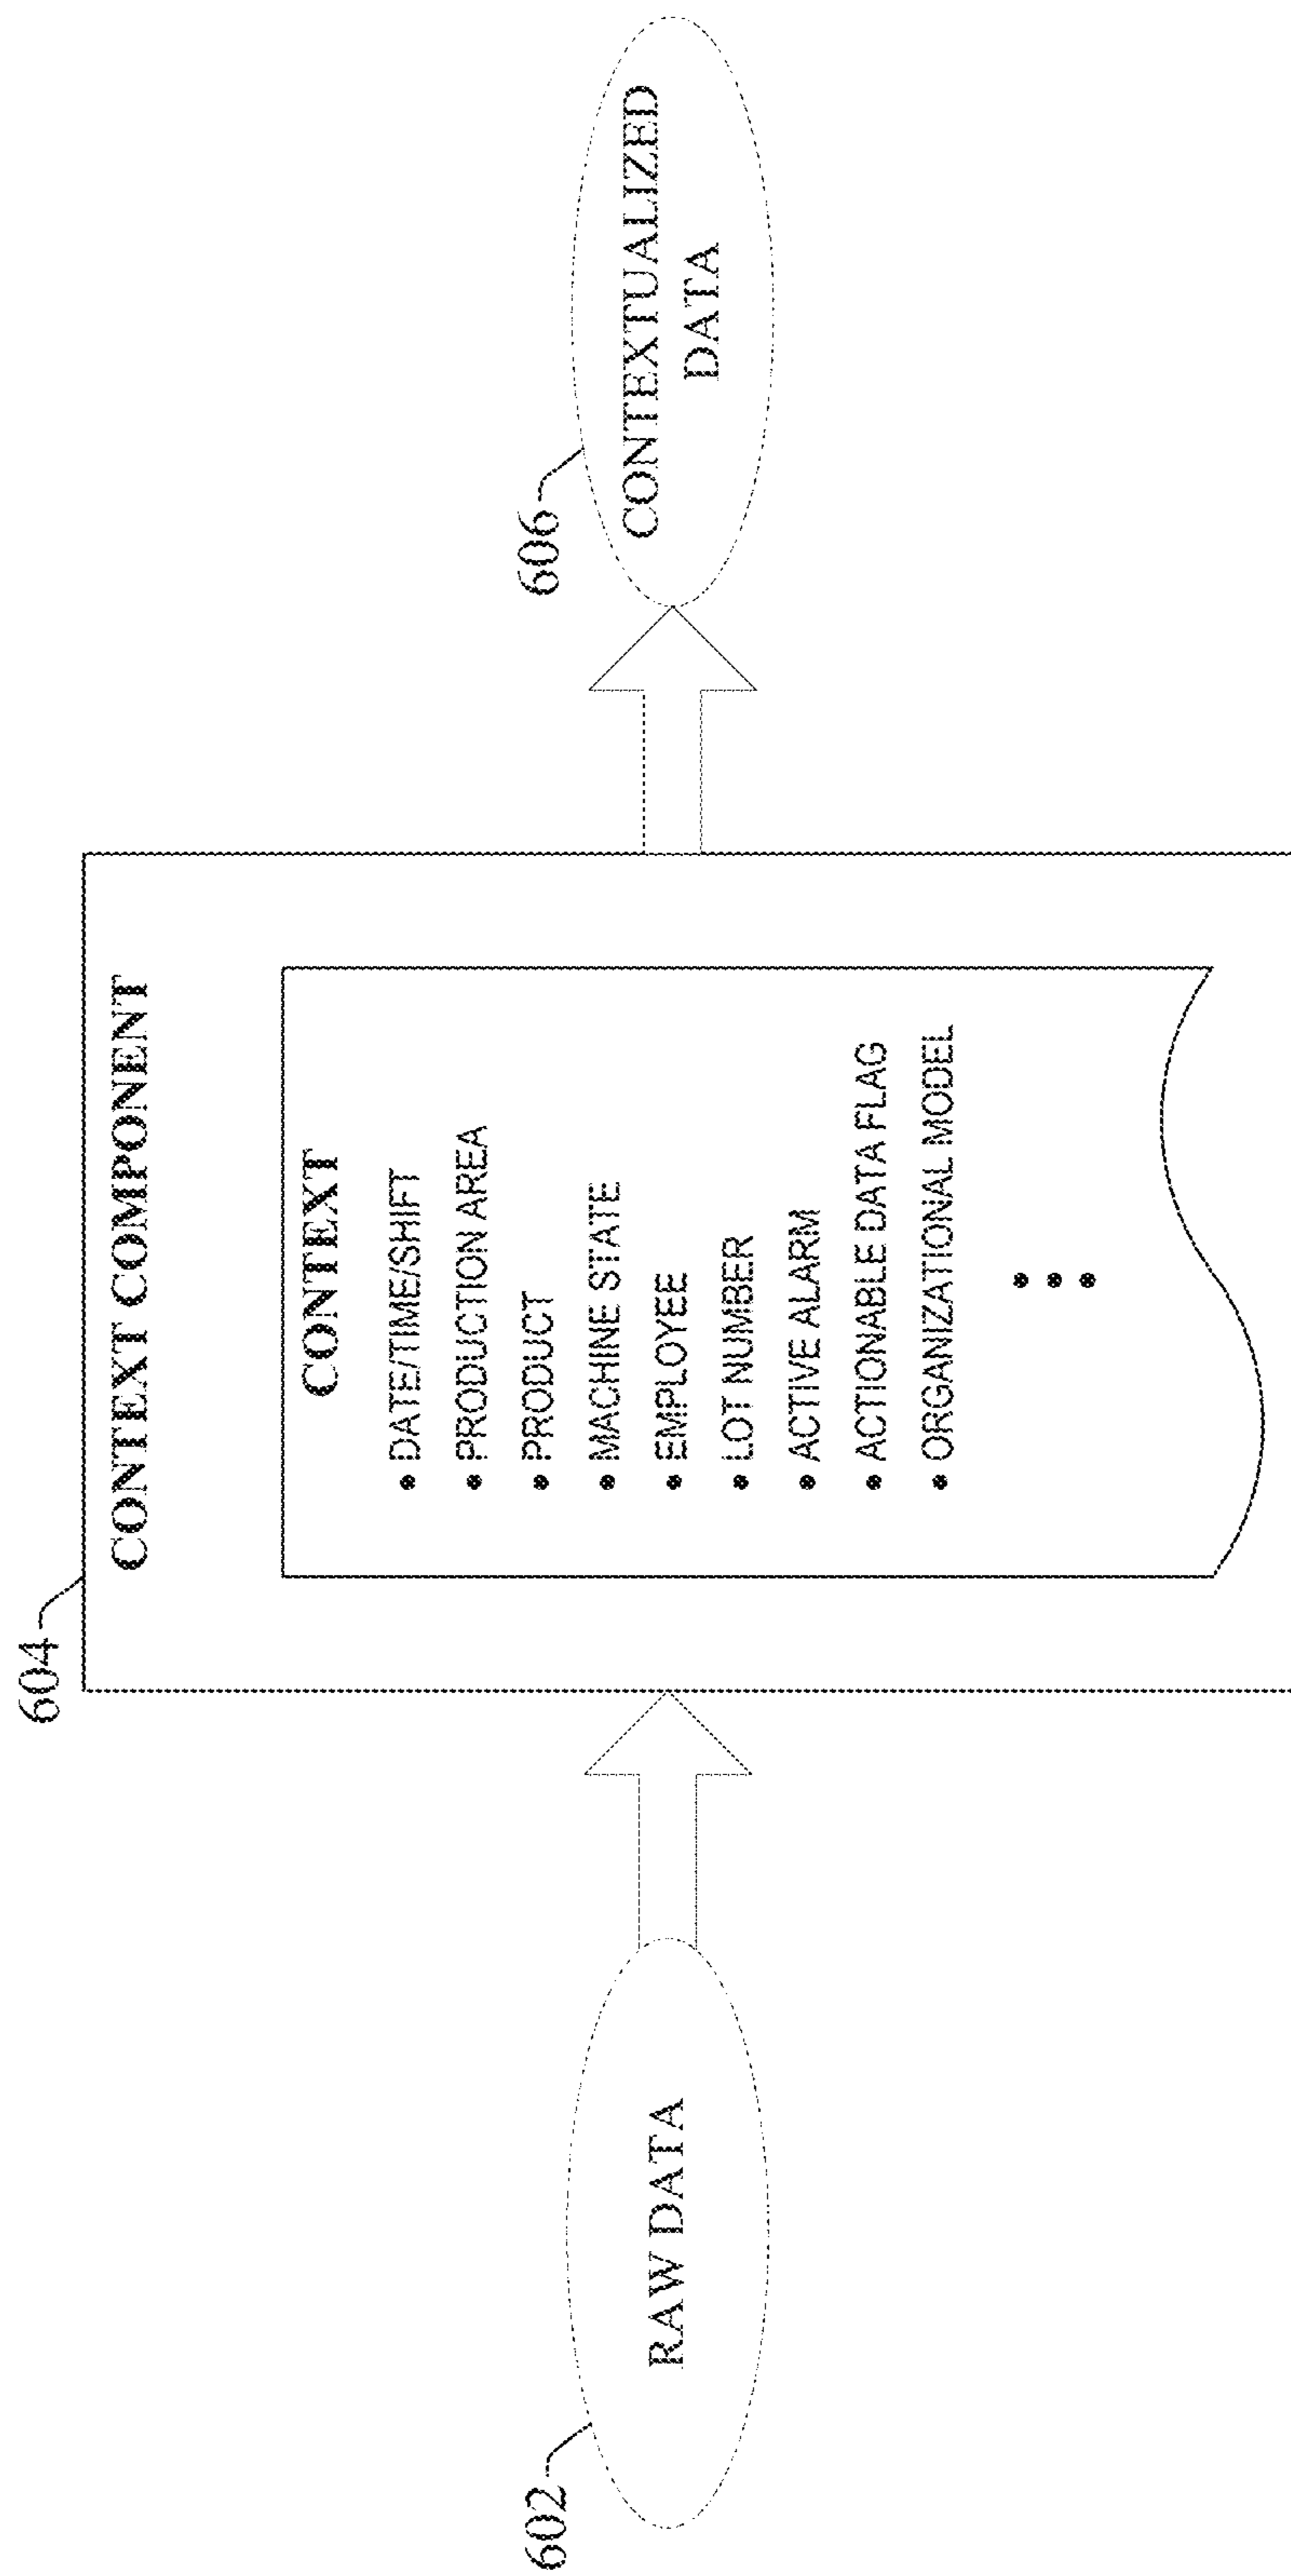 604
CONTEXT COMPONENT
CONTEXT
• DATE/TIME/SHIFT
• PRODUCTION AREA
• PRODUCT
• MACHINE STATE
• EMPLOYEE
• LOT NUMBER
• ACTIVE ALARM
• ACTIONABLE DATA FLAG
• ORGANIZATIONAL MODEL
602
RAW DATA
606
CONTEXTUALIZED
DATA